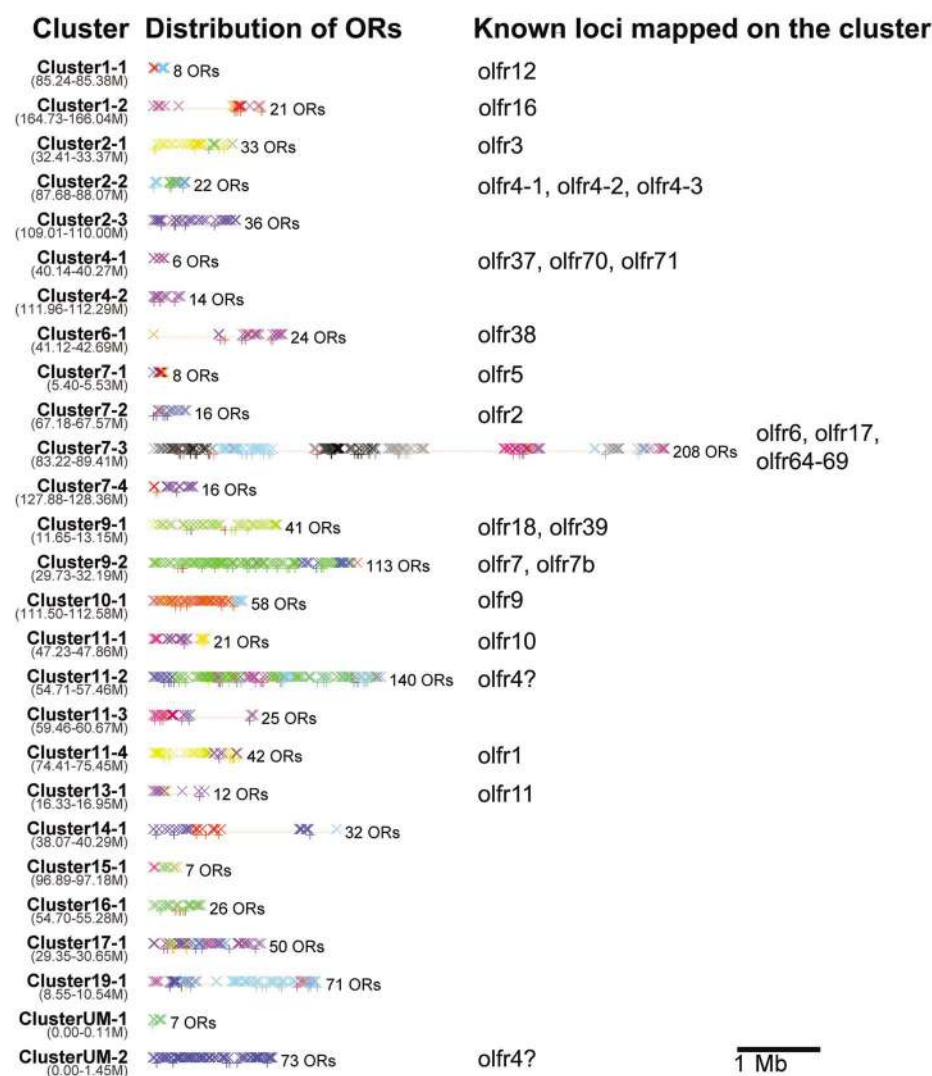 Cluster Distribution of ORs Known loci mapped on the cluster
Cluster1-1 8 ORs olfr12
(85.24-85.38M)
Cluster1-2 21 ORs olfr16
(164.73-166.04M)
Cluster2-1 33 ORs olfr3
(32.41-33.37M)
Cluster2-2 22 ORs olfr4-1, olfr4-2, olfr4-3
(87.68-88.07M)
Cluster2-3 36 ORs
(109.01-110.00M)
Cluster4-1 6 ORs olfr37, olfr70, olfr71
(40.14-40.27M)
Cluster4-2 14 ORs
(111.96-112.29M)
Cluster6-1 24 ORs olfr38
(41.12-42.69M)
Cluster7-1 8 ORs olfr5
(5.40-5.53M)
Cluster7-2 16 ORs olfr2
(67.18-67.57M)
Cluster7-3 208 ORs olfr6, olfr17,
(83.22-89.41M) olfr64-69
Cluster7-4 16 ORs
(127.88-128.36M)
Cluster9-1 41 ORs olfr18, olfr39
(11.65-13.15M)
Cluster9-2 113 ORs olfr7, olfr7b
(29.73-32.19M)
Cluster10-1 58 ORs olfr9
(111.50-112.58M)
Cluster11-1 21 ORs olfr10
(47.23-47.86M)
Cluster11-2 140 ORs olfr4?
(54.71-57.46M)
Cluster11-3 25 ORs
(59.46-60.67M)
Cluster11-4 42 ORs olfr1
(74.41-75.45M)
Cluster13-1 12 ORs olfr11
(16.33-16.95M)
Cluster14-1 32 ORs
(38.07-40.29M)
Cluster15-1 7 ORs
(96.89-97.18M)
Cluster16-1 26 ORs
(54.70-55.28M)
Cluster17-1 50 ORs
(29.35-30.65M)
Cluster19-1 71 ORs
(8.55-10.54M)
ClusterUM-1 7 ORs
(0.00-0.11M)
ClusterUM-2 73 ORs olfr4?
(0.00-1.45M)
1 Mb